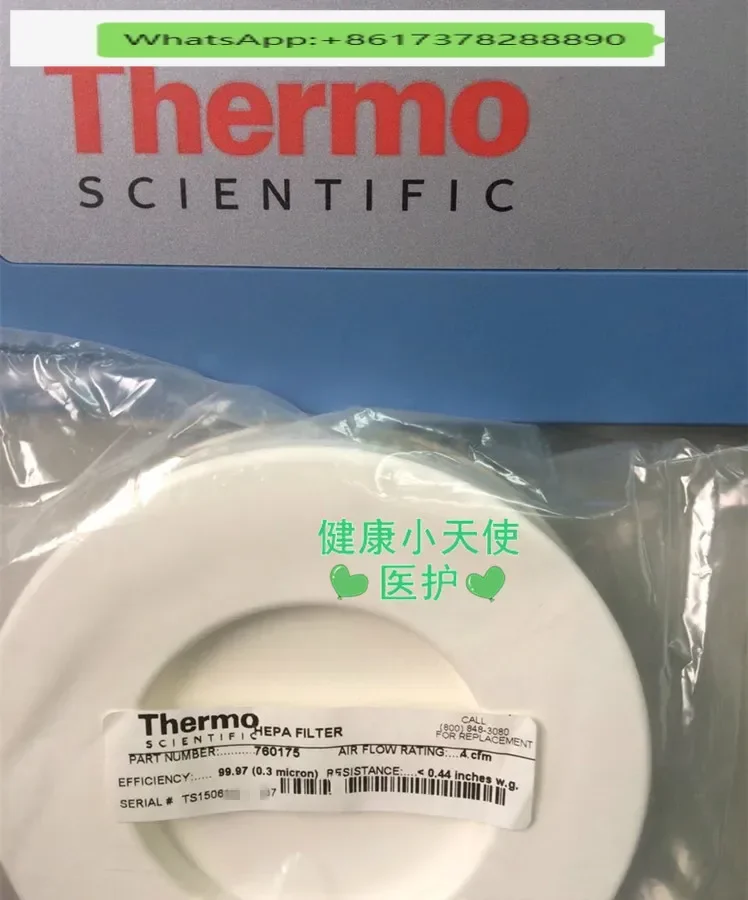 WhatsApp:+8617378288890
Thermo
SCIENTIFIC
健康小天使
医护
Thermo
SCIENTIFIC
HEPA FILTER
CALL
(800) 848-3080
FOR REPLACEMENT
PART NUMBER:.........760175 AIR FLOW RATING:...4 cfm
EFFICIENCY:..... 99.97 (0.3 micron) RESISTANCE:....< 0.44 inches w.g.
SERIAL # TS1506